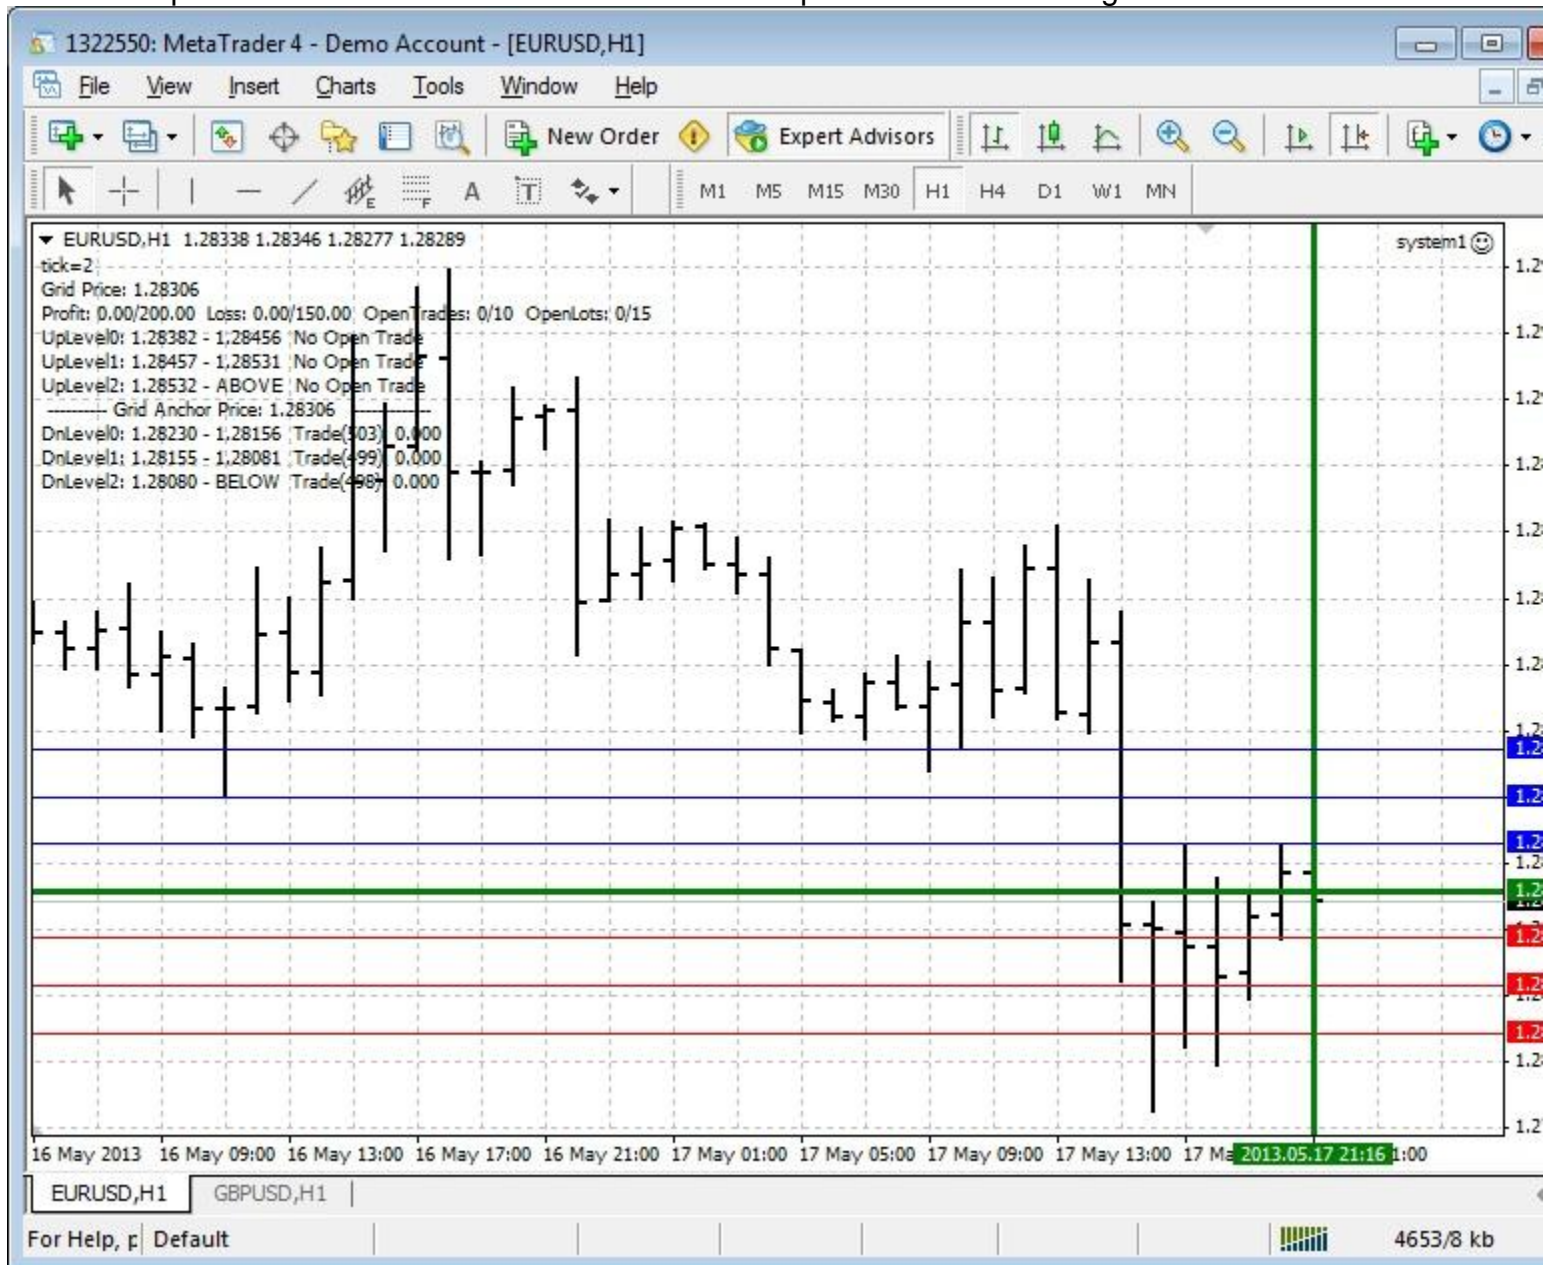 1322550: MetaTrader 4 - Demo Account - [EURUSD,H1]
File View Insert Charts Tools Window Help
New Order Expert Advisors
A T M1 M5 M15 M30 H1 H4 D1 W1 MN
EURUSD,H1 1.28338 1.28346 1.28277 1.28289
system1
tick=2
Grid Price: 1.28306
Profit: 0.00/200.00 Loss: 0.00/150.00 OpenTrades: 0/10 OpenLots: 0/15
UpLevel0: 1.28382 - 1.28456 No Open Trade
UpLevel1: 1.28457 - 1.28531 No Open Trade
UpLevel2: 1.28532 - ABOVE No Open Trade
---------- Grid Anchor Price: 1.28306 -------------
DnLevel0: 1.28230 - 1.28156 Trade(503) 0.000
DnLevel1: 1.28155 - 1.28081 Trade(499) 0.000
DnLevel2: 1.28080 - BELOW Trade(498) 0.000
16 May 2013 16 May 09:00 16 May 13:00 16 May 17:00 16 May 21:00 17 May 01:00 17 May 05:00 17 May 09:00 17 May 13:00 17 Ma 2013.05.17 21:16 1:00
EURUSD,H1 GBPUSD,H1
For Help, p Default 4653/8 kb